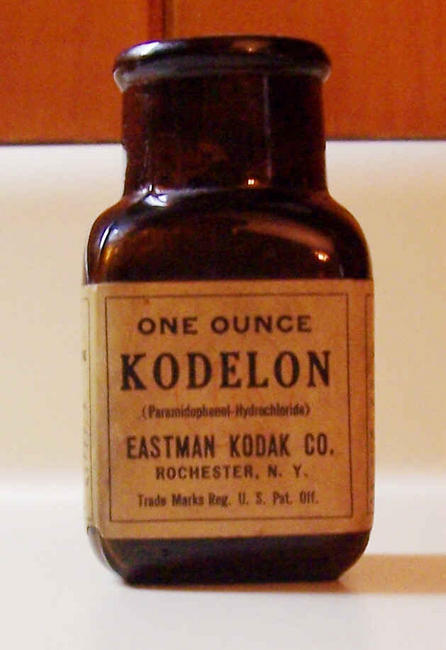 ONE OUNCE
KODELON
(Paramidophenol-Hydrochloride)
EASTMAN KODAK CO.
ROCHESTER, N. Y.
Trade Marks Reg. U. S. Pat. Off.